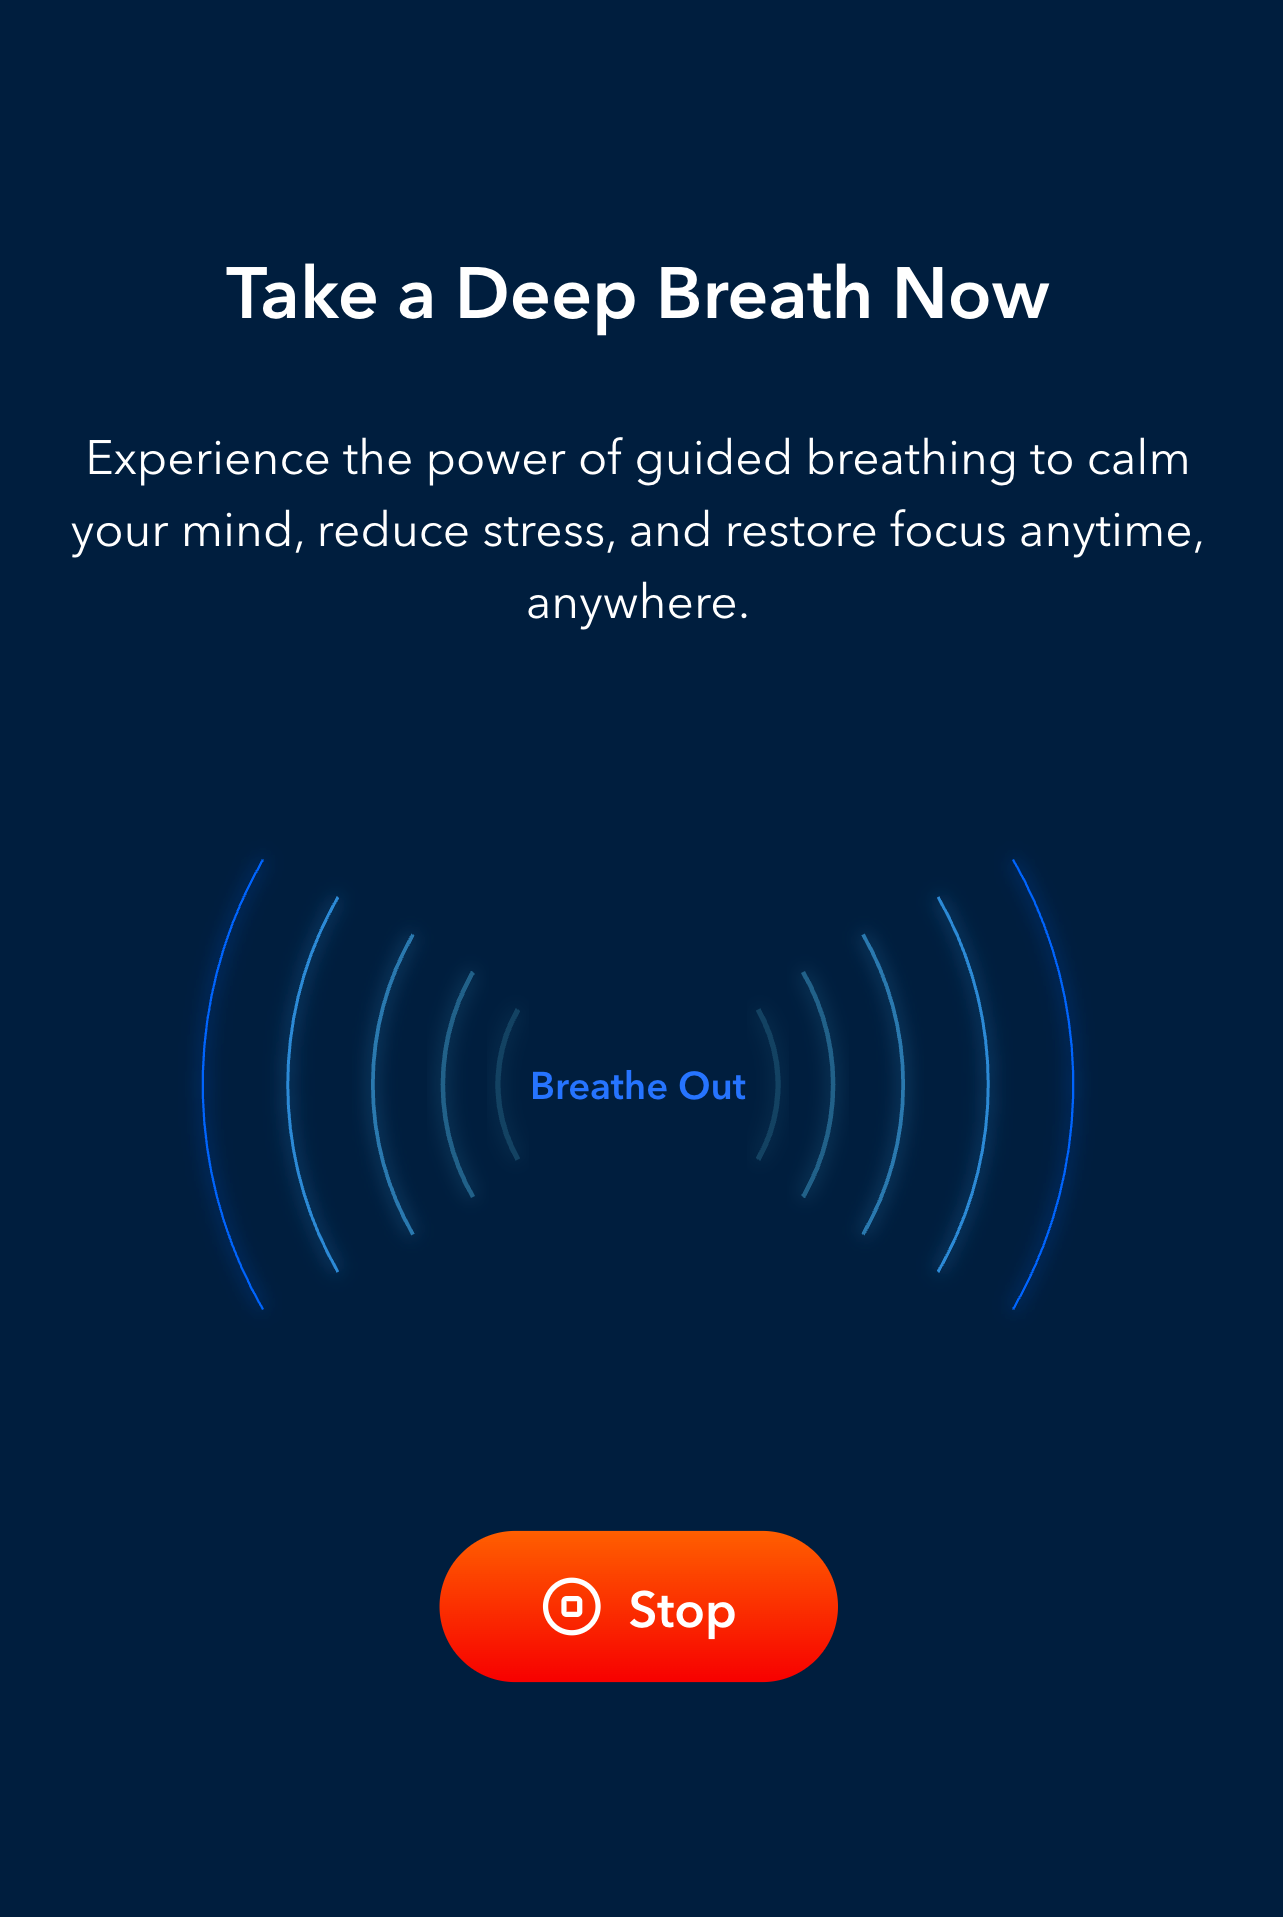 Take a Deep Breath Now
Experience the power of guided breathing to calm
your mind, reduce stress, and restore focus anytime,
anywhere.
Breathe Out
Stop